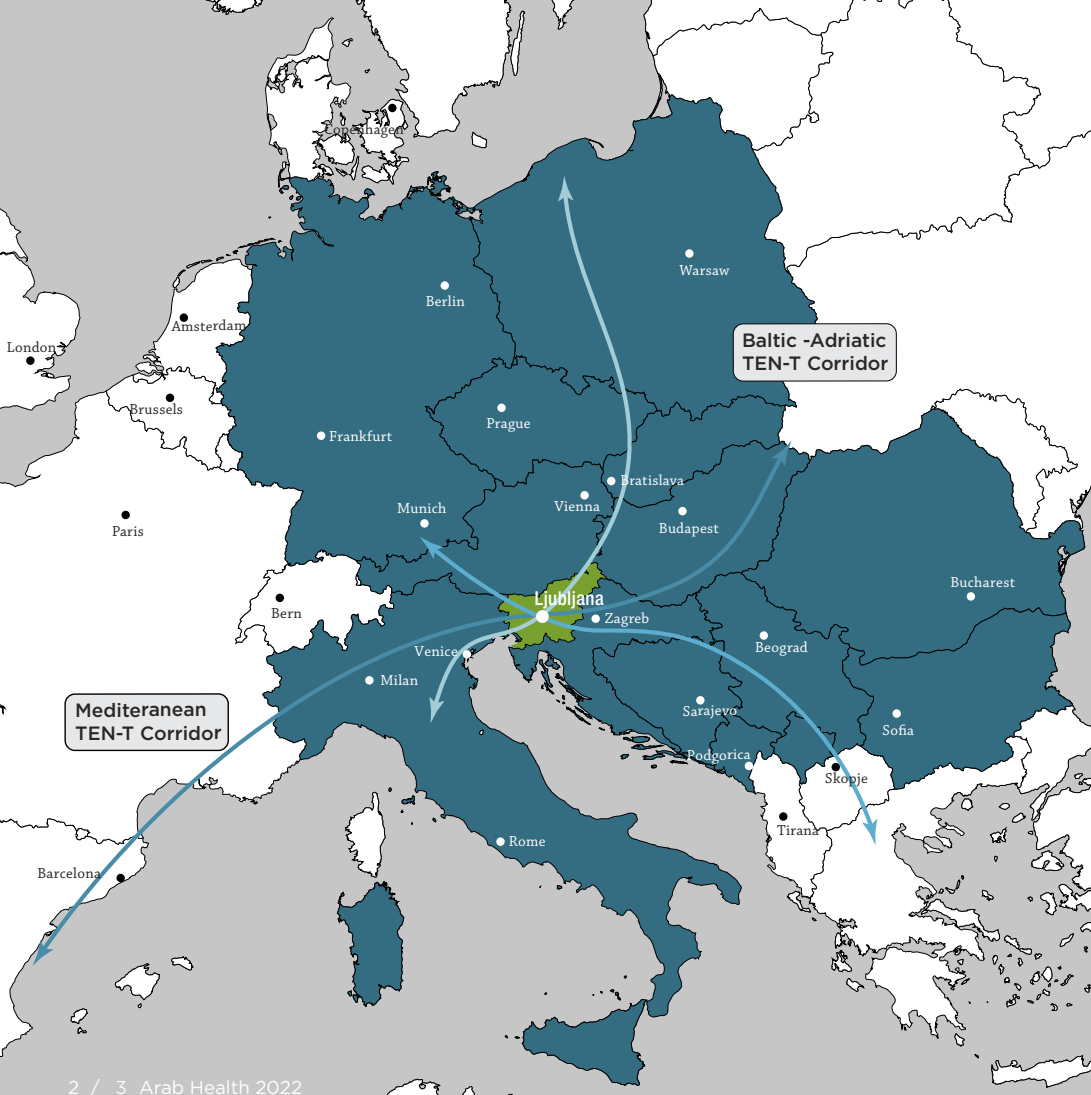 Copenhagen
Warsaw
Berlin
Amsterdam
London
Baltic -Adriatic
TEN-T Corridor
Brussels
Prague
Frankfurt
Bratislava
Vienna
Munich
Paris
Budapest
Bucharest
Ljubljana
Bern
Zagreb
Beograd
Venice
Milan
Sarajevo
Mediteranean
TEN-T Corridor
Sofia
Podgorica
Skopje
Tirana
Rome
Barcelona
2 / 3 Arab Health 2022